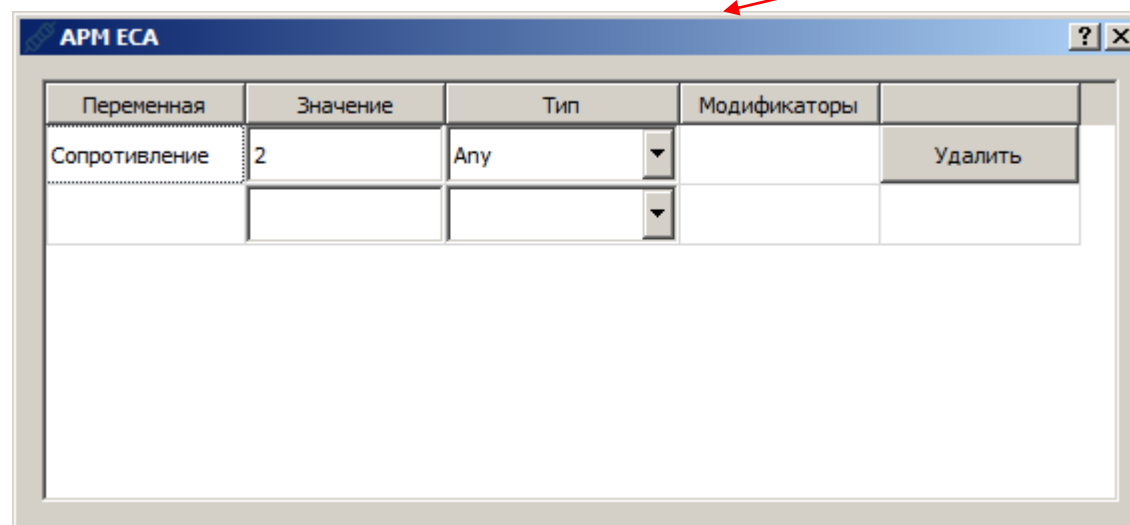 APM ECA
Переменная Значение Тип Модификаторы
Сопротивление 2 Any Удалить